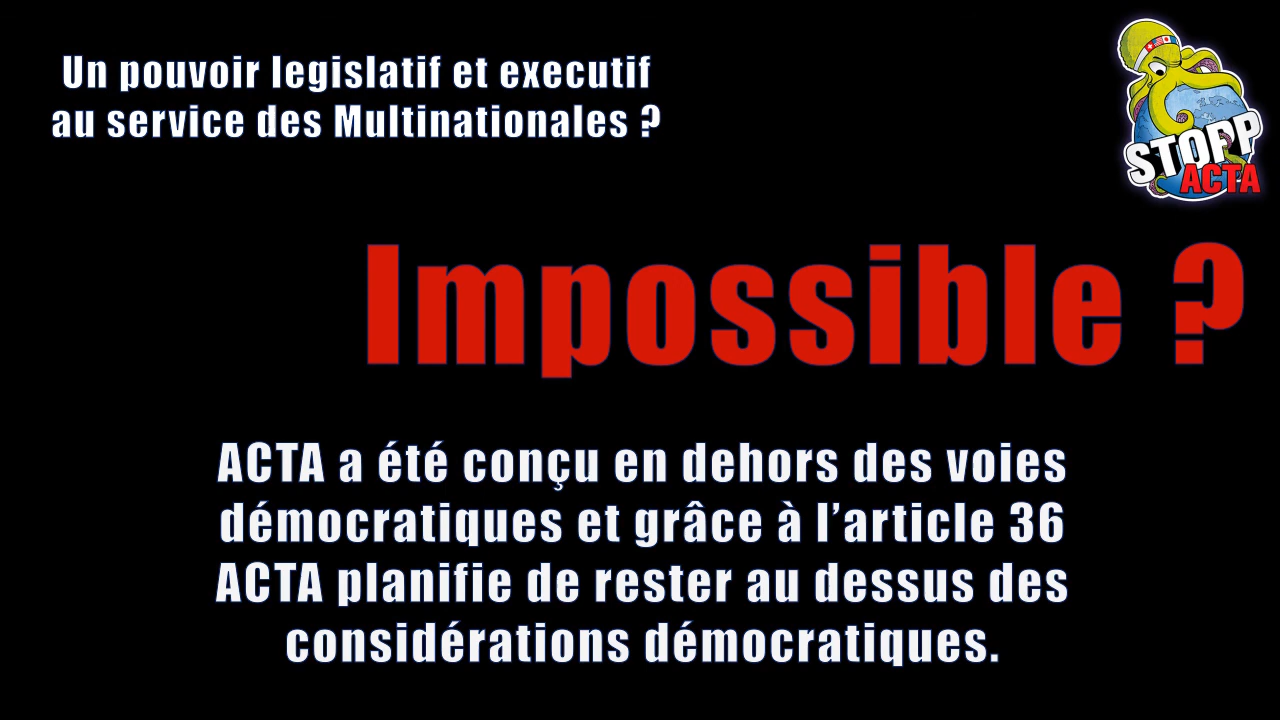 Un pouvoir legislatif et executif
au service des Multinationales ?
STOPP
ACTA
Impossible ?
ACTA a été conçu en dehors des voies
démocratiques et grâce à l’article 36
ACTA planifie de rester au dessus des
considérations démocratiques.